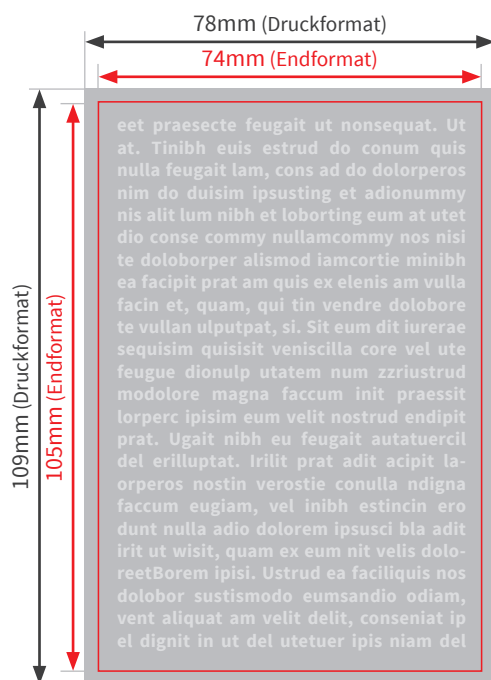 78mm (Druckformat)
74mm (Endformat)
109mm (Druckformat)
105mm (Endformat)
eet praesecte feugait ut nonsequat. Ut
at. Tinibh euis estrud do conum quis
nulla feugait lam, cons ad do dolorperos
nim do duisim ipsusting et adionummy
nis alit lum nibh et loborting eum at utet
dio conse commy nullamcommy nos nisi
te doloborper alismod iamcortie minibh
ea facipit prat am quis ex elenis am vulla
facin et, quam, qui tin vendre dolobore
te vullan ulputpat, si. Sit eum dit iurerae
sequisim quisisit veniscilla core vel ute
feugue dionulp utatem num zzriustrud
modolore magna faccum init praessit
lorperc ipisim eum velit nostrud endipit
prat. Ugait nibh eu feugait autatuercil
del erilluptat. Irilit prat adit acipit la-
orperos nostin verostie conulla ndigna
faccum eugiam, vel inibh estincin ero
dunt nulla adio dolorem ipsusci bla adit
irit ut wisit, quam ex eum nit velis dolo-
reetBorem ipisi. Ustrud ea faciliquis nos
dolobor sustismodo eumsandio odiam,
vent aliquat am velit delit, conseniat ip
el dignit in ut del utetuer ipis niam del